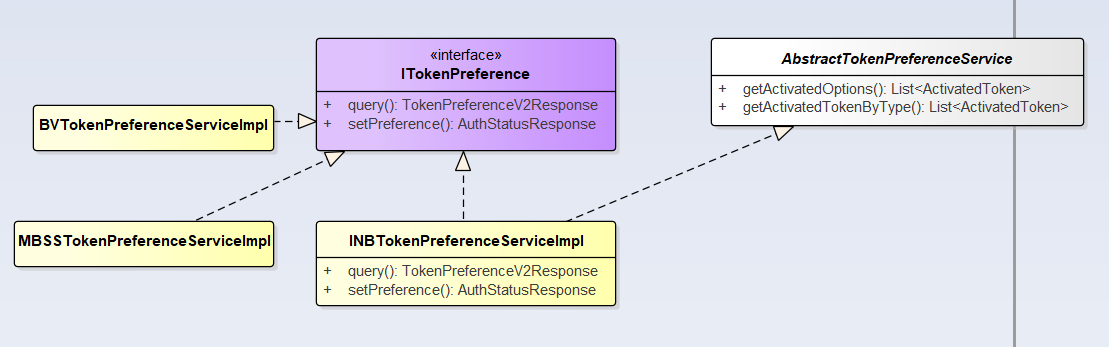 «interface»
ITokenPreference
+ query(): TokenPreferenceV2Response
+ setPreference(): AuthStatusResponse
AbstractTokenPreferenceService
+ getActivatedOptions(): List<ActivatedToken>
+ getActivatedTokenByType(): List<ActivatedToken>
BVTokenPreferenceServiceImpl
MBSSTokenPreferenceServiceImpl
INBTokenPreferenceServiceImpl
+ query(): TokenPreferenceV2Response
+ setPreference(): AuthStatusResponse